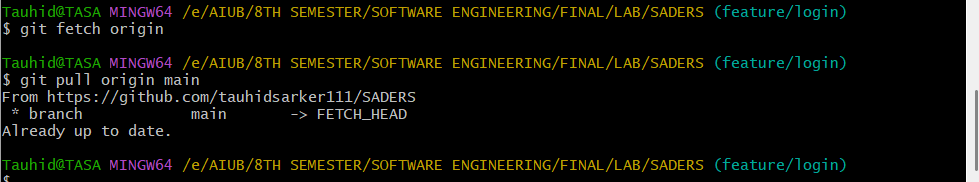 Tauhid@TASA MINGW64 /e/AIUB/8TH SEMESTER/SOFTWARE ENGINEERING/FINAL/LAB/SADERS (feature/login)
$ git fetch origin
Tauhid@TASA MINGW64 /e/AIUB/8TH SEMESTER/SOFTWARE ENGINEERING/FINAL/LAB/SADERS (feature/login)
$ git pull origin main
From https://github.com/tauhidsarker111/SADERS
 * branch            main       -> FETCH_HEAD
Already up to date.
Tauhid@TASA MINGW64 /e/AIUB/8TH SEMESTER/SOFTWARE ENGINEERING/FINAL/LAB/SADERS (feature/login)
$